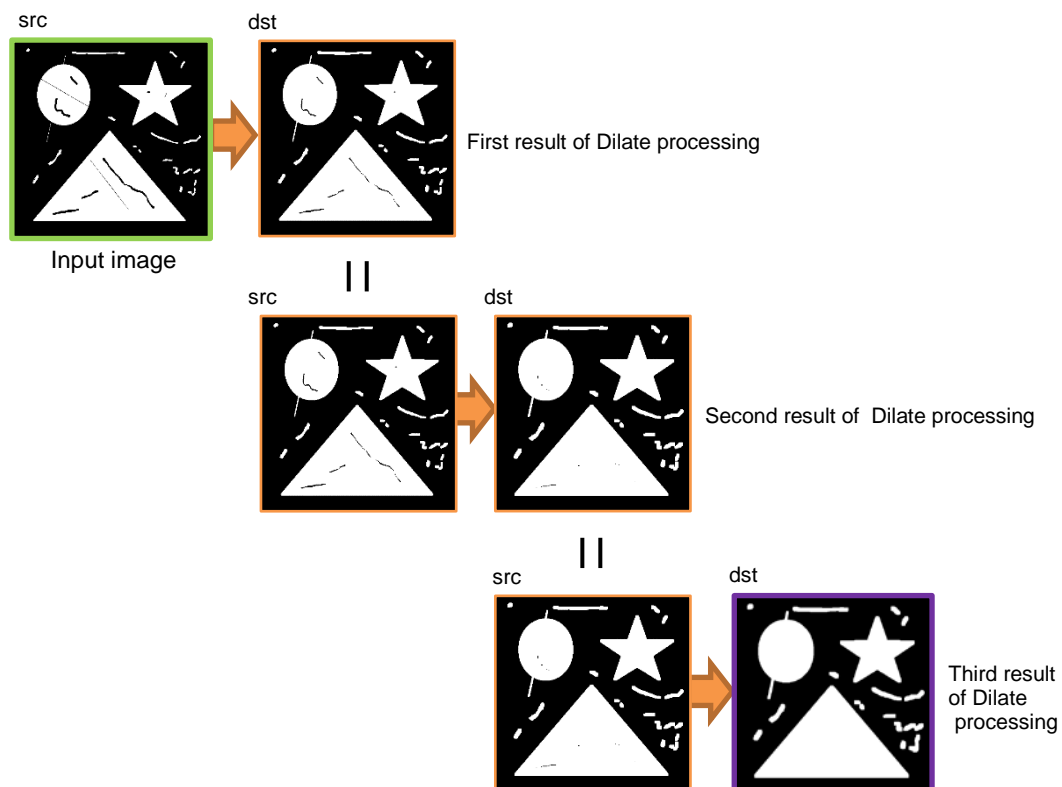 src
dst
First result of Dilate processing
Input image
src
dst
Second result of  Dilate processing
src
dst
Third result
of Dilate
processing